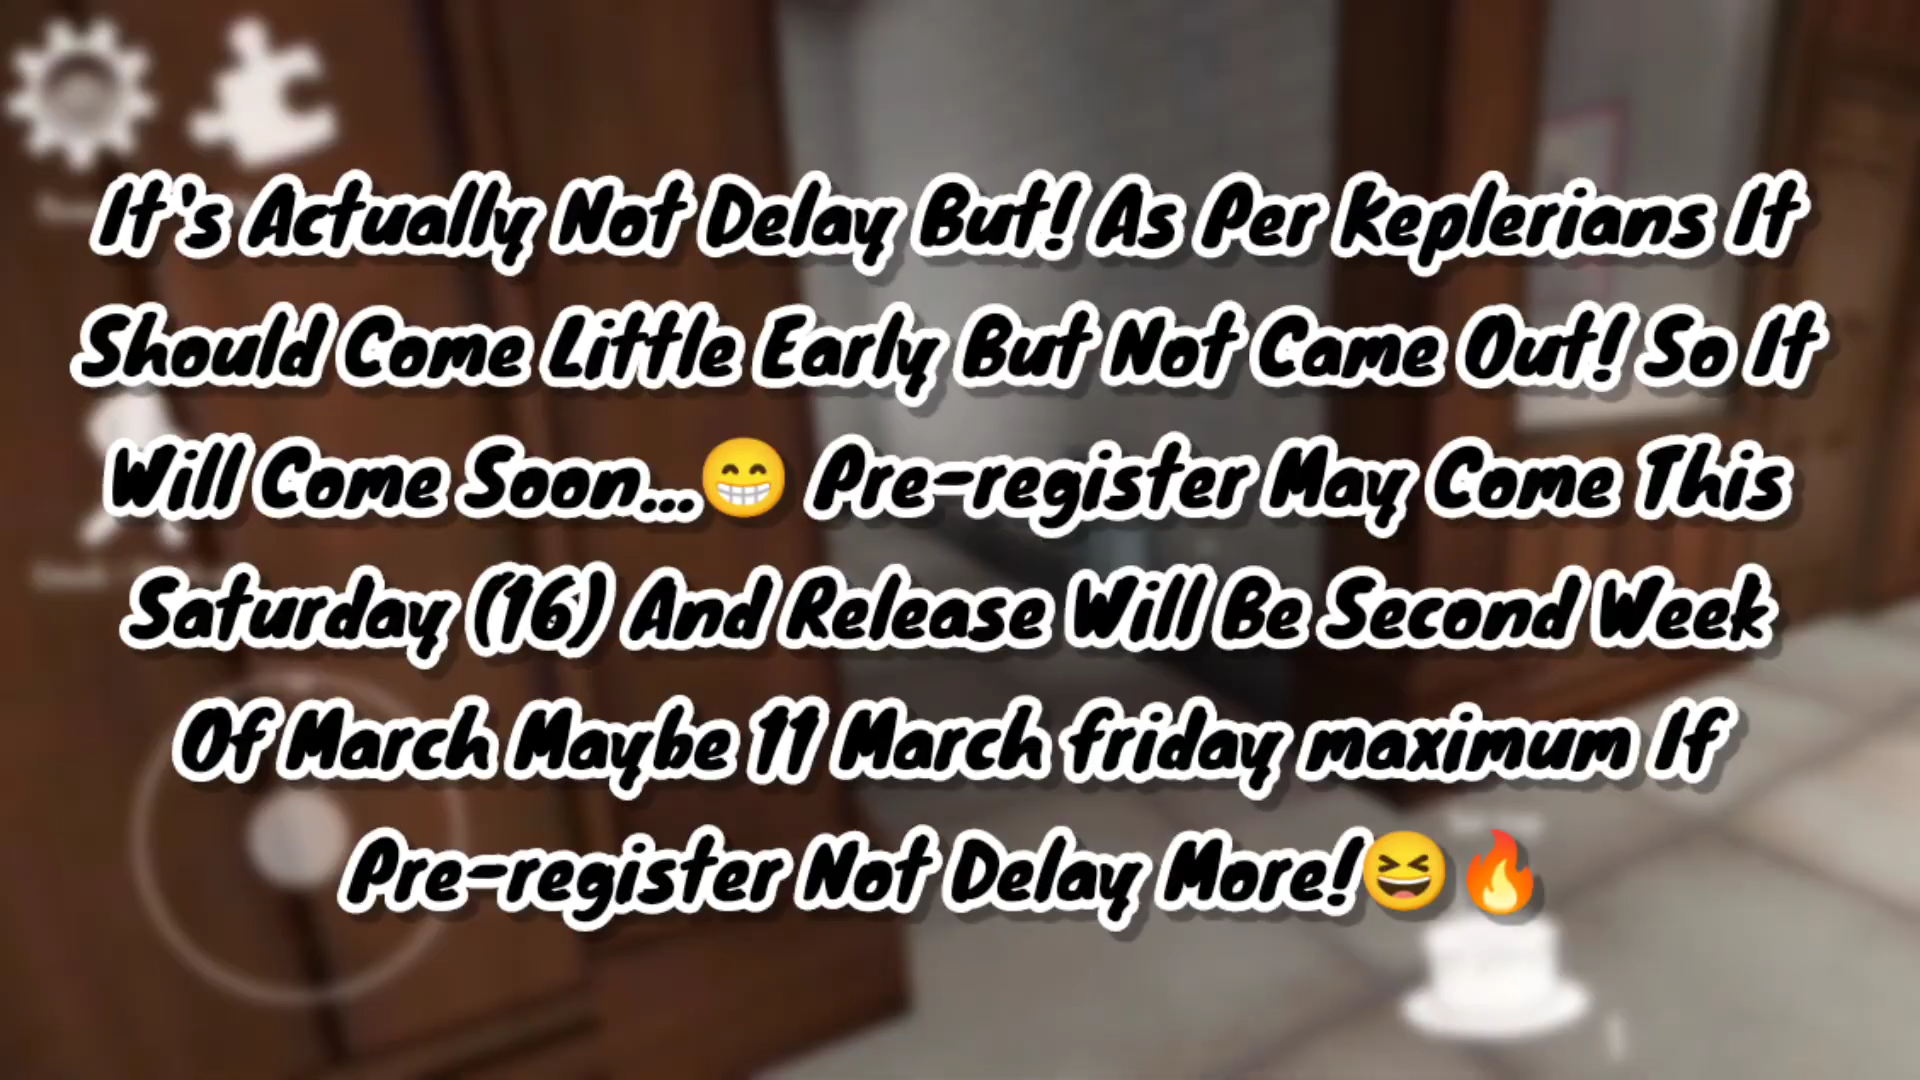 It's Actually Not Delay But! As Per Keplerians It
Should Come Little Early But Not Came Out! So It
Will Come Soon...😁 Pre-register May Come This
Saturday (16) And Release Will Be Second Week
Of March Maybe 11 March friday maximum If
Pre-register Not Delay More!😆🔥